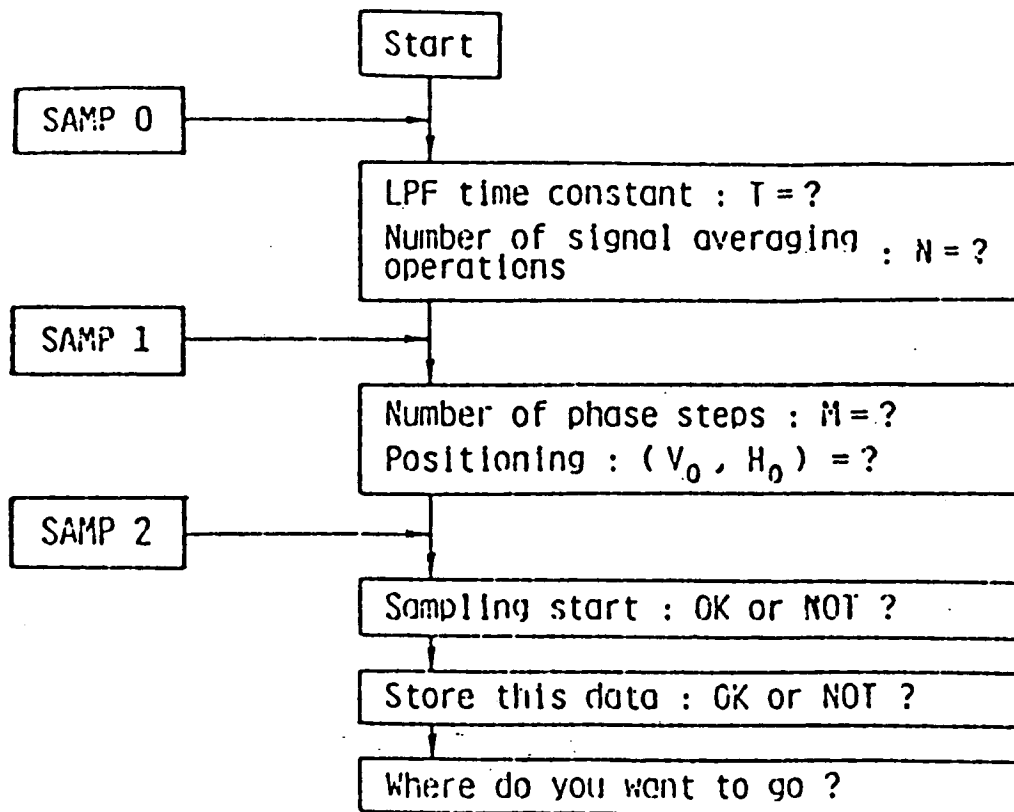 Start
SAMP 0
LPF time constant : T = ?
Number of signal averaging
operations : N = ?
SAMP 1
Number of phase steps : M = ?
Positioning : ( V0 , H0 ) = ?
SAMP 2
Sampling start : OK or NOT ?
Store this data : OK or NOT ?
Where do you want to go ?